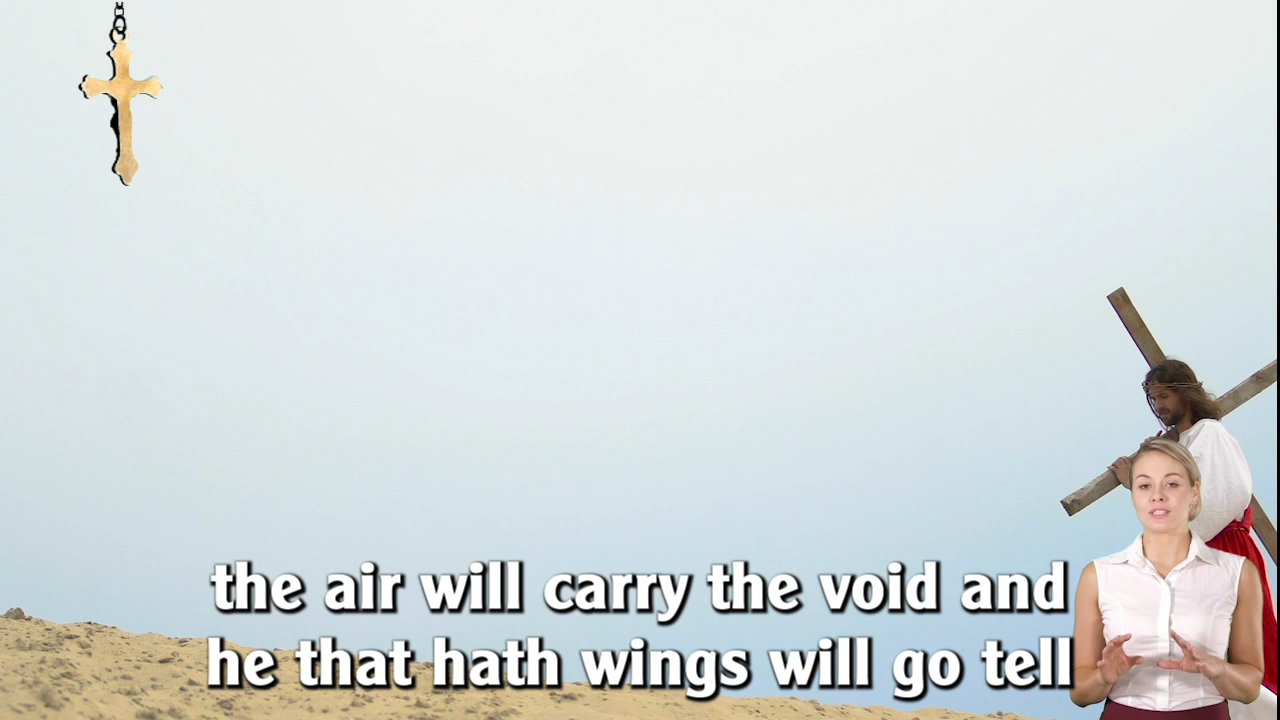 the air will carry the void and
he that hath wings will go tell